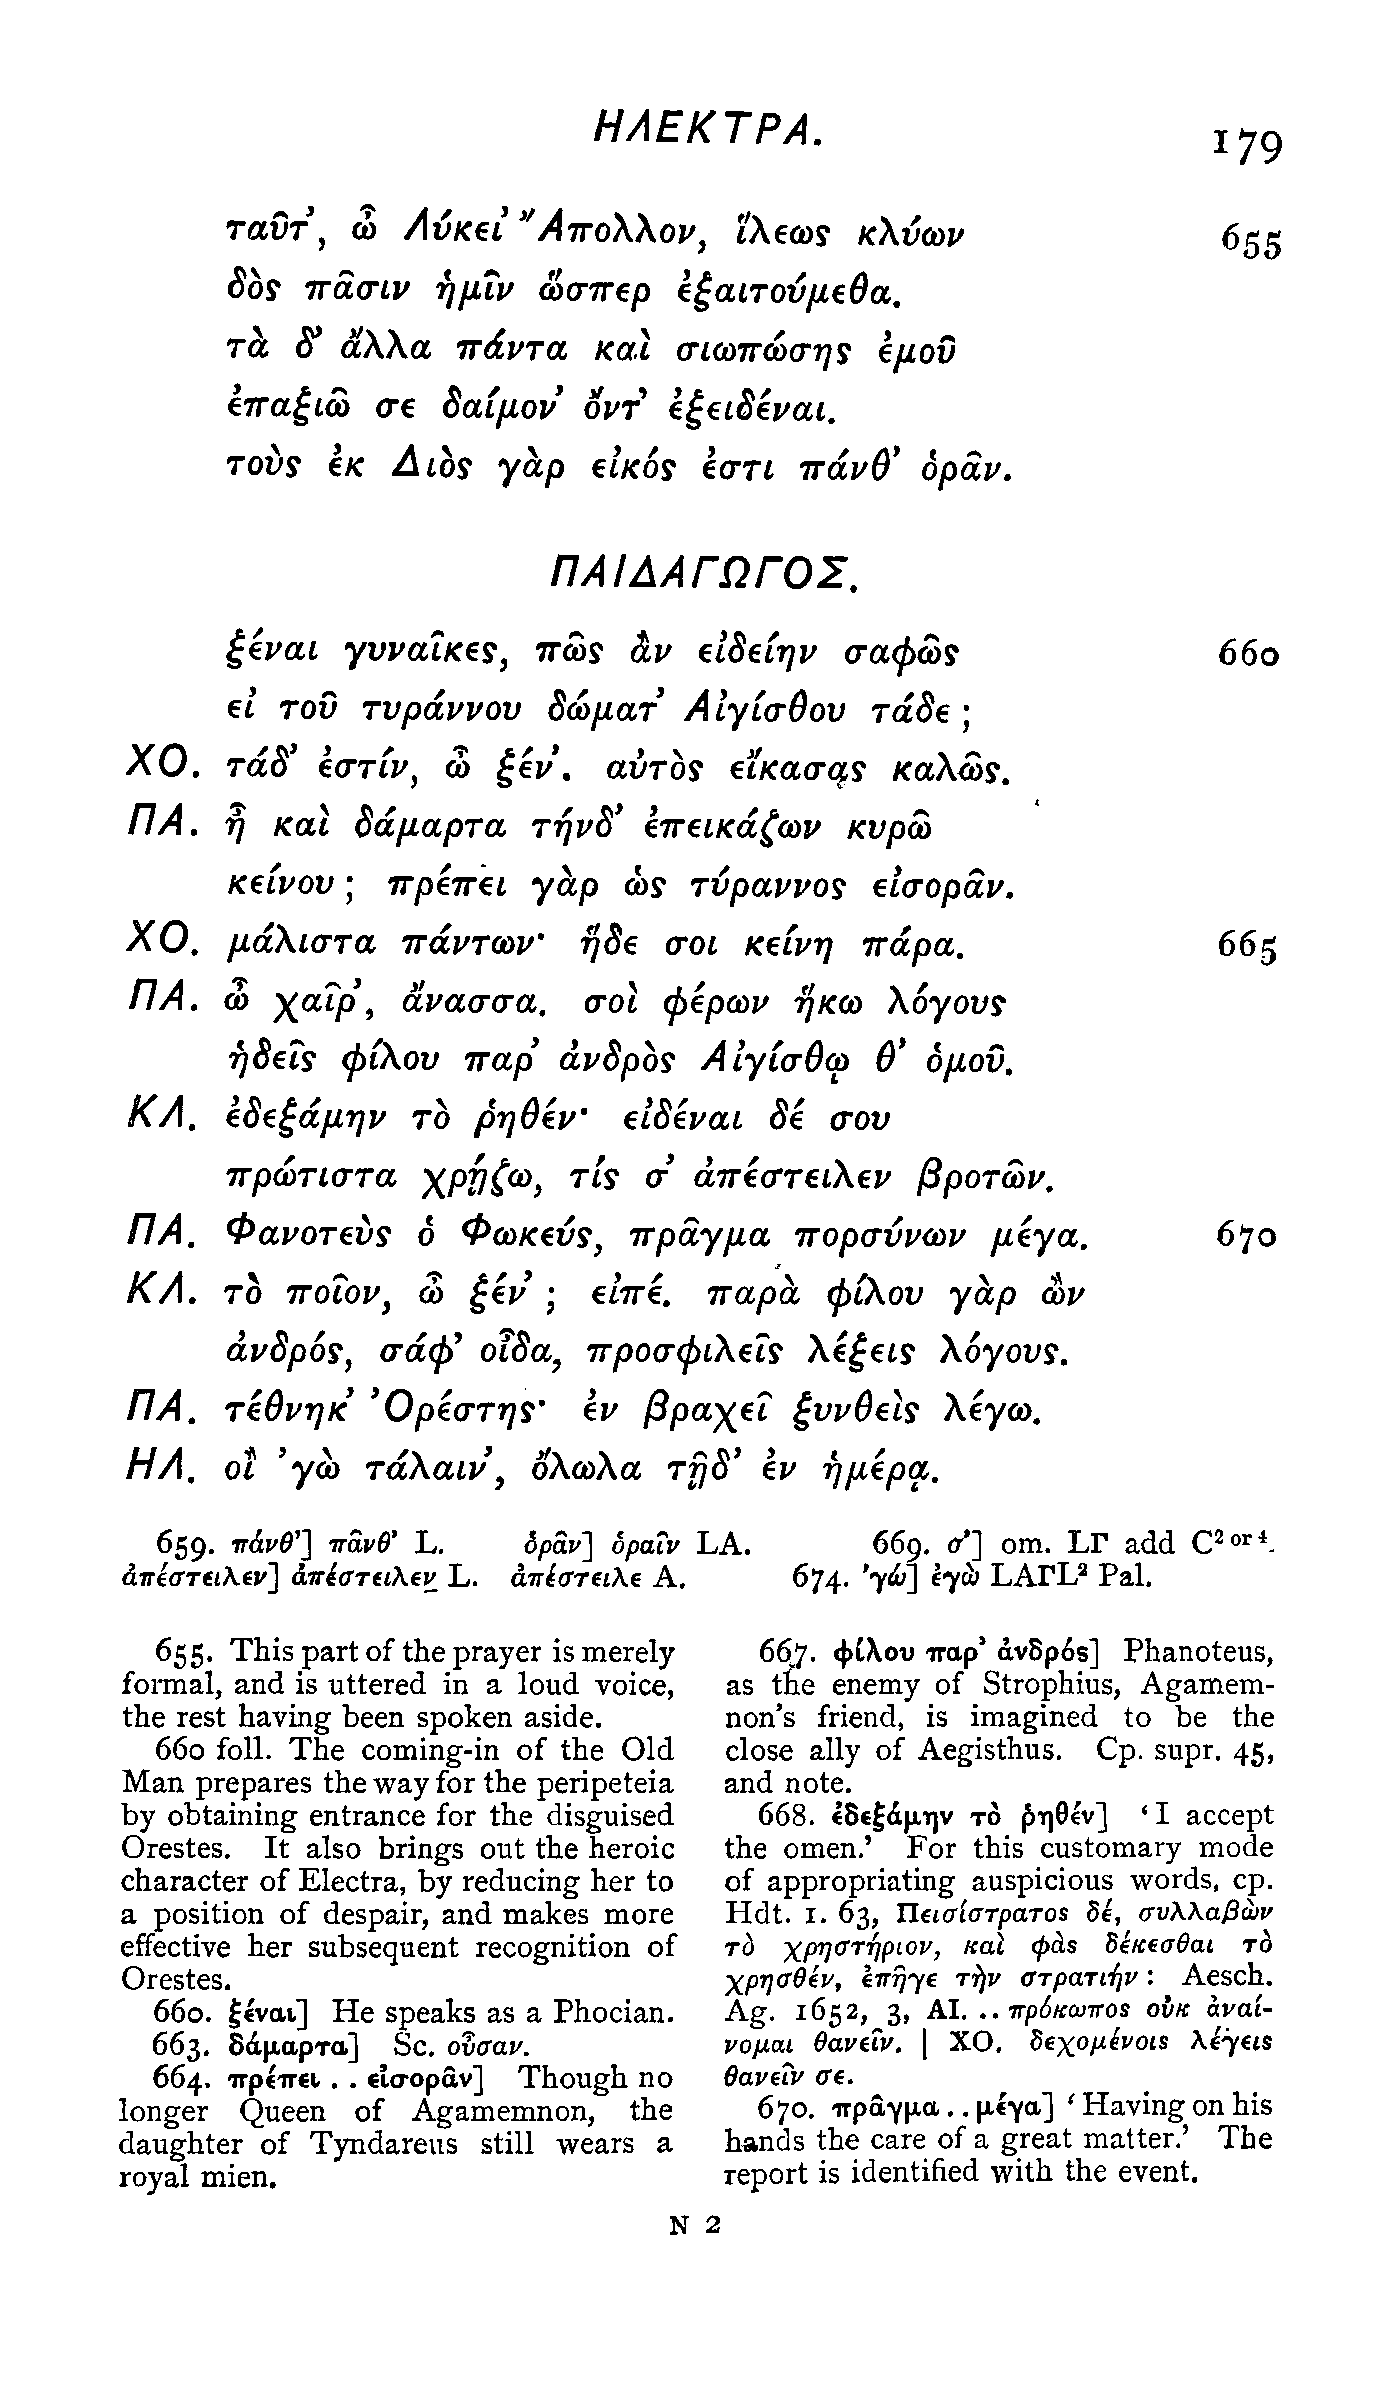 ΗΛΕΚΤΡΑ.
179
ταῦτ’, ὦ Λύκει’ Ἄπολλον, ἵλεως κλύων 655
δὸς πᾶσιν ἡμῖν ὥσπερ ἐξαιτούμεθα.
τὰ δ’ ἄλλα πάντα καὶ σιωπώσης ἐμοῦ
ἐπαξιῶ σε δαίμον’ ὄντ’ ἐξειδέναι.
τοὺς ἐκ Διὸς γὰρ εἰκός ἐστι πάνθ’ ὁρᾶν.
ΠΑΙΔΑΓΩΓΟΣ.
ξέναι γυναῖκες, πῶς ἂν εἰδείην σαφῶς 660
εἰ τοῦ τυράννου δώματ’ Αἰγίσθου τάδε ;
ΧΟ. τάδ’ ἐστίν, ὦ ξέν’. αὐτὸς εἴκασας καλῶς.
ΠΑ. ἦ καὶ δάμαρτα τήνδ’ ἐπεικάζων κυρῶ
κείνου ; πρέπει γὰρ ὡς τύραννος εἰσορᾶν.
ΧΟ. μάλιστα πάντων· ἥδε σοι κείνη πάρα. 665
ΠΑ. ὦ χαῖρ’, ἄνασσα. σοὶ φέρων ἥκω λόγους
ἡδεῖς φίλου παρ’ ἀνδρὸς Αἰγίσθῳ θ’ ὁμοῦ.
ΚΛ. ἐδεξάμην τὸ ῥηθέν· εἰδέναι δέ σου
πρώτιστα χρῄζω, τίς σ’ ἀπέστειλεν βροτῶν.
ΠΑ. Φανοτεὺς ὁ Φωκεύς, πρᾶγμα πορσύνων μέγα. 670
ΚΛ. τὸ ποῖον, ὦ ξέν’ ; εἰπέ. παρὰ φίλου γὰρ ὢν
ἀνδρός, σάφ’ οἶδα, προσφιλεῖς λέξεις λόγους.
ΠΑ. τέθνηκ’ Ὀρέστης· ἐν βραχεῖ ξυνθεὶς λέγω.
ΗΛ. οἲ ’γὼ τάλαιν’, ὄλωλα τῇδ’ ἐν ἡμέρᾳ.
659. πάνθ’] πᾶνθ’ L. ὁρᾶν] ὁραῖν LA. 669. σ’] om. LΓ add C² or ⁴.
ἀπέστειλεν] ἀπέστειλεν L. ἀπέστειλε A. 674. ’γώ] ἐγὼ LAΓL² Pal.
655. This part of the prayer is merely
formal, and is uttered in a loud voice,
the rest having been spoken aside.
660 foll. The coming-in of the Old
Man prepares the way for the peripeteia
by obtaining entrance for the disguised
Orestes. It also brings out the heroic
character of Electra, by reducing her to
a position of despair, and makes more
effective her subsequent recognition of
Orestes.
660. ξέναι] He speaks as a Phocian.
663. δάμαρτα] Sc. οὖσαν.
664. πρέπει . . εἰσορᾶν] Though no
longer Queen of Agamemnon, the
daughter of Tyndareus still wears a
royal mien.
667. φίλου παρ’ ἀνδρός] Phanoteus,
as the enemy of Strophius, Agamem-
non's friend, is imagined to be the
close ally of Aegisthus. Cp. supr. 45,
and note.
668. ἐδεξάμην τὸ ῥηθέν] ‘I accept
the omen.’ For this customary mode
of appropriating auspicious words, cp.
Hdt. 1. 63, Πεισίστρατος δέ, συλλαβὼν
τὸ χρηστήριον, καὶ φὰς δέκεσθαι τὸ
χρησθέν, ἐπῆγε τὴν στρατιήν : Aesch.
Ag. 1652, 3, ΑΙ. .. πρόκωπος οὐκ ἀναί-
νομαι θανεῖν. | ΧΟ. δεχομένοις λέγεις
θανεῖν σε.
670. πρᾶγμα . . μέγα] ‘Having on his
hands the care of a great matter.’ The
report is identified with the event.
N 2